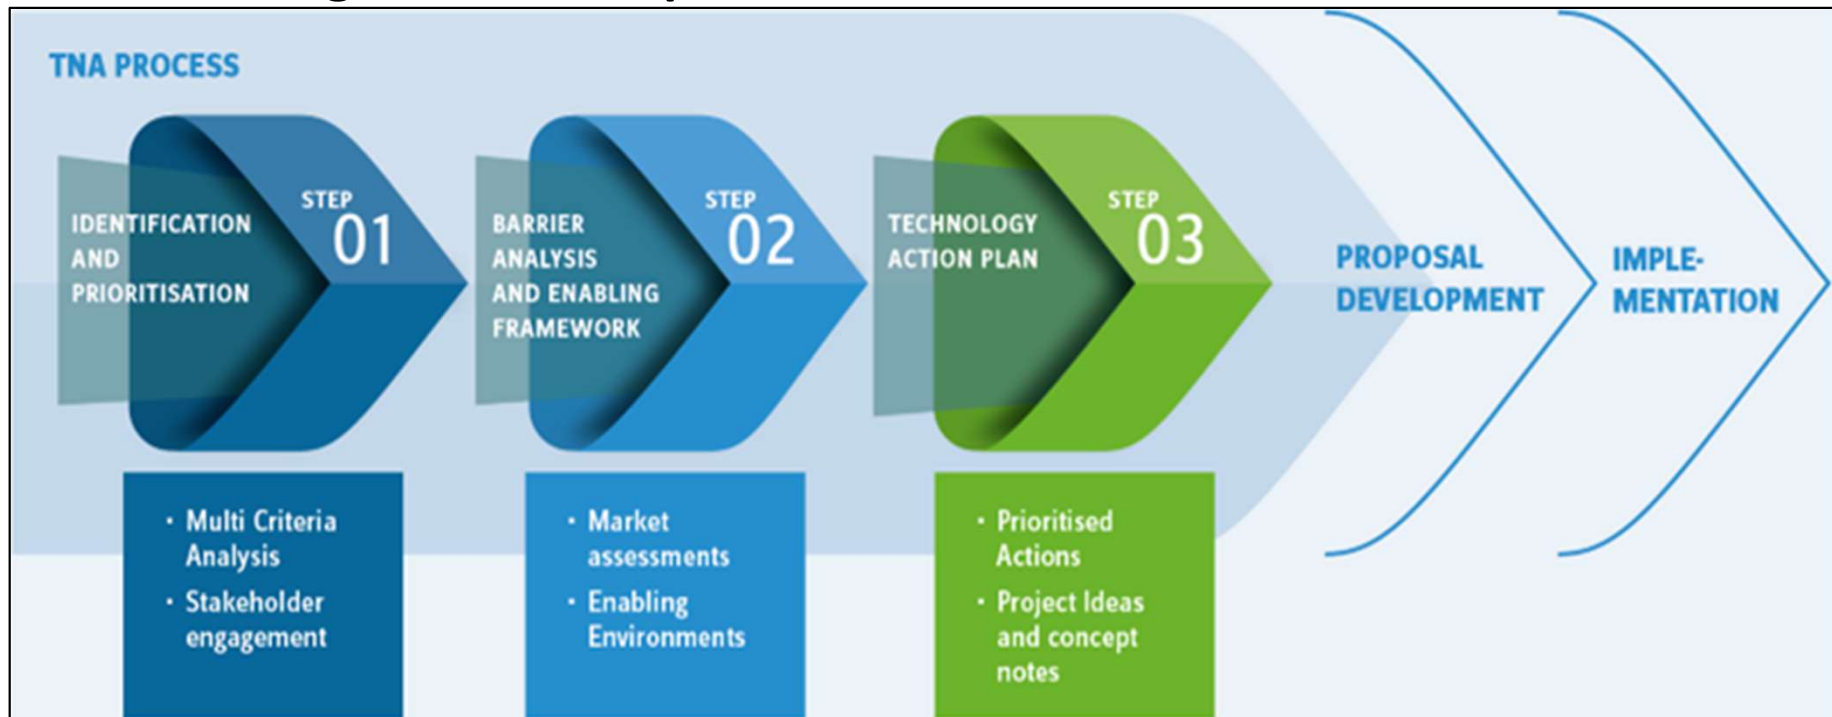 TNA PROCESS
IDENTIFICATION
AND
PRIORITISATION
STEP
01
BARRIER
ANALYSIS
AND ENABLING
FRAMEWORK
STEP
02
TECHNOLOGY
ACTION PLAN
STEP
03
PROPOSAL
DEVELOPMENT
IMPLE-
MENTATION
· Multi Criteria
Analysis
· Stakeholder
engagement
· Market
assessments
· Enabling
Environments
· Prioritised
Actions
· Project Ideas
and concept
notes